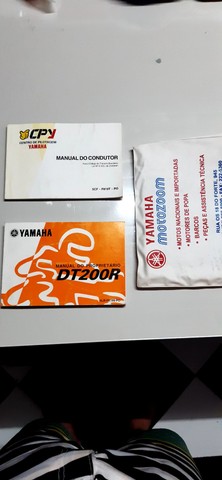 CPY
CENTRO DE PILOTAGEM
YAMAHA
MANUAL DO CONDUTOR
YAMAHA
MANUAL DO PROPRIETÁRIO
DT200R
YAMAHA
motozoom
• MOTOS NACIONAIS E IMPORTADAS
• MOTORES DE POPA
• BARCOS
• PEÇAS E ASSISTÊNCIA TÉCNICA